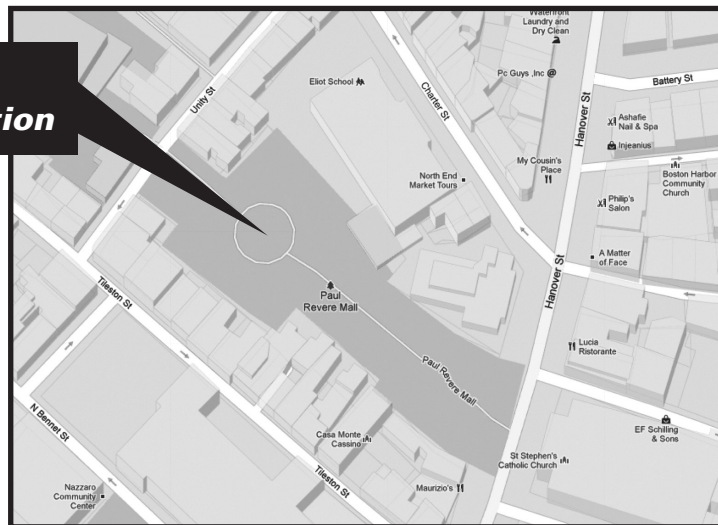 tion
Waterfront
Laundry and
Dry Clean
Pc Guys ,Inc
Eliot School
Unity St
Charter St
Hanover St
Battery St
Ashafie
Nail & Spa
Injeanius'
Boston Harbor
Community
Church
My Cousin's
Place
North End
Market Tours
Philip's
Salon
A Matter
of Face
Hanover St
Tileston St
Paul
Revere Mall
Paul Revere Mall
Lucia
Ristorante
N Bennet St
Casa Monte
Cassino
Tileston St
EF Schilling
& Sons
St Stephen's
Catholic Church
Maurizio's
Nazzaro
Community
Center